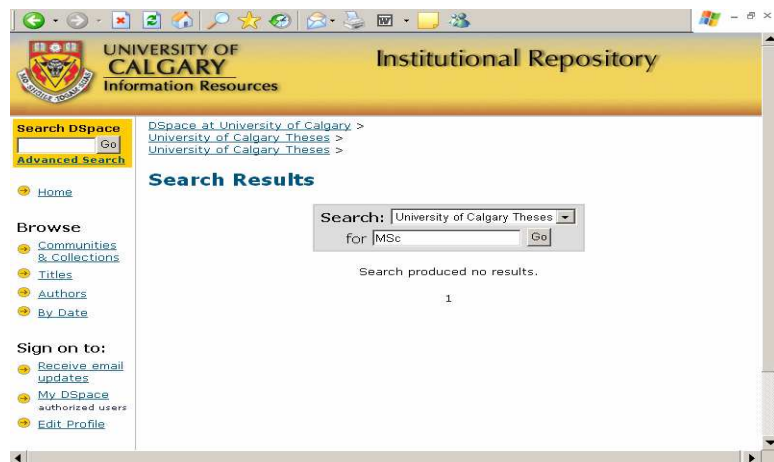 UNIVERSITY OF
CALGARY
Information Resources
Institutional Repository
Search DSpace
Go
Advanced Search
Home
Browse
Communities
& Collections
Titles
Authors
By Date
Sign on to:
Receive email
updates
My DSpace
authorized users
Edit Profile
DSpace at University of Calgary >
University of Calgary Theses >
University of Calgary Theses >
Search Results
Search: University of Calgary Theses
for MSc Go
Search produced no results.
1